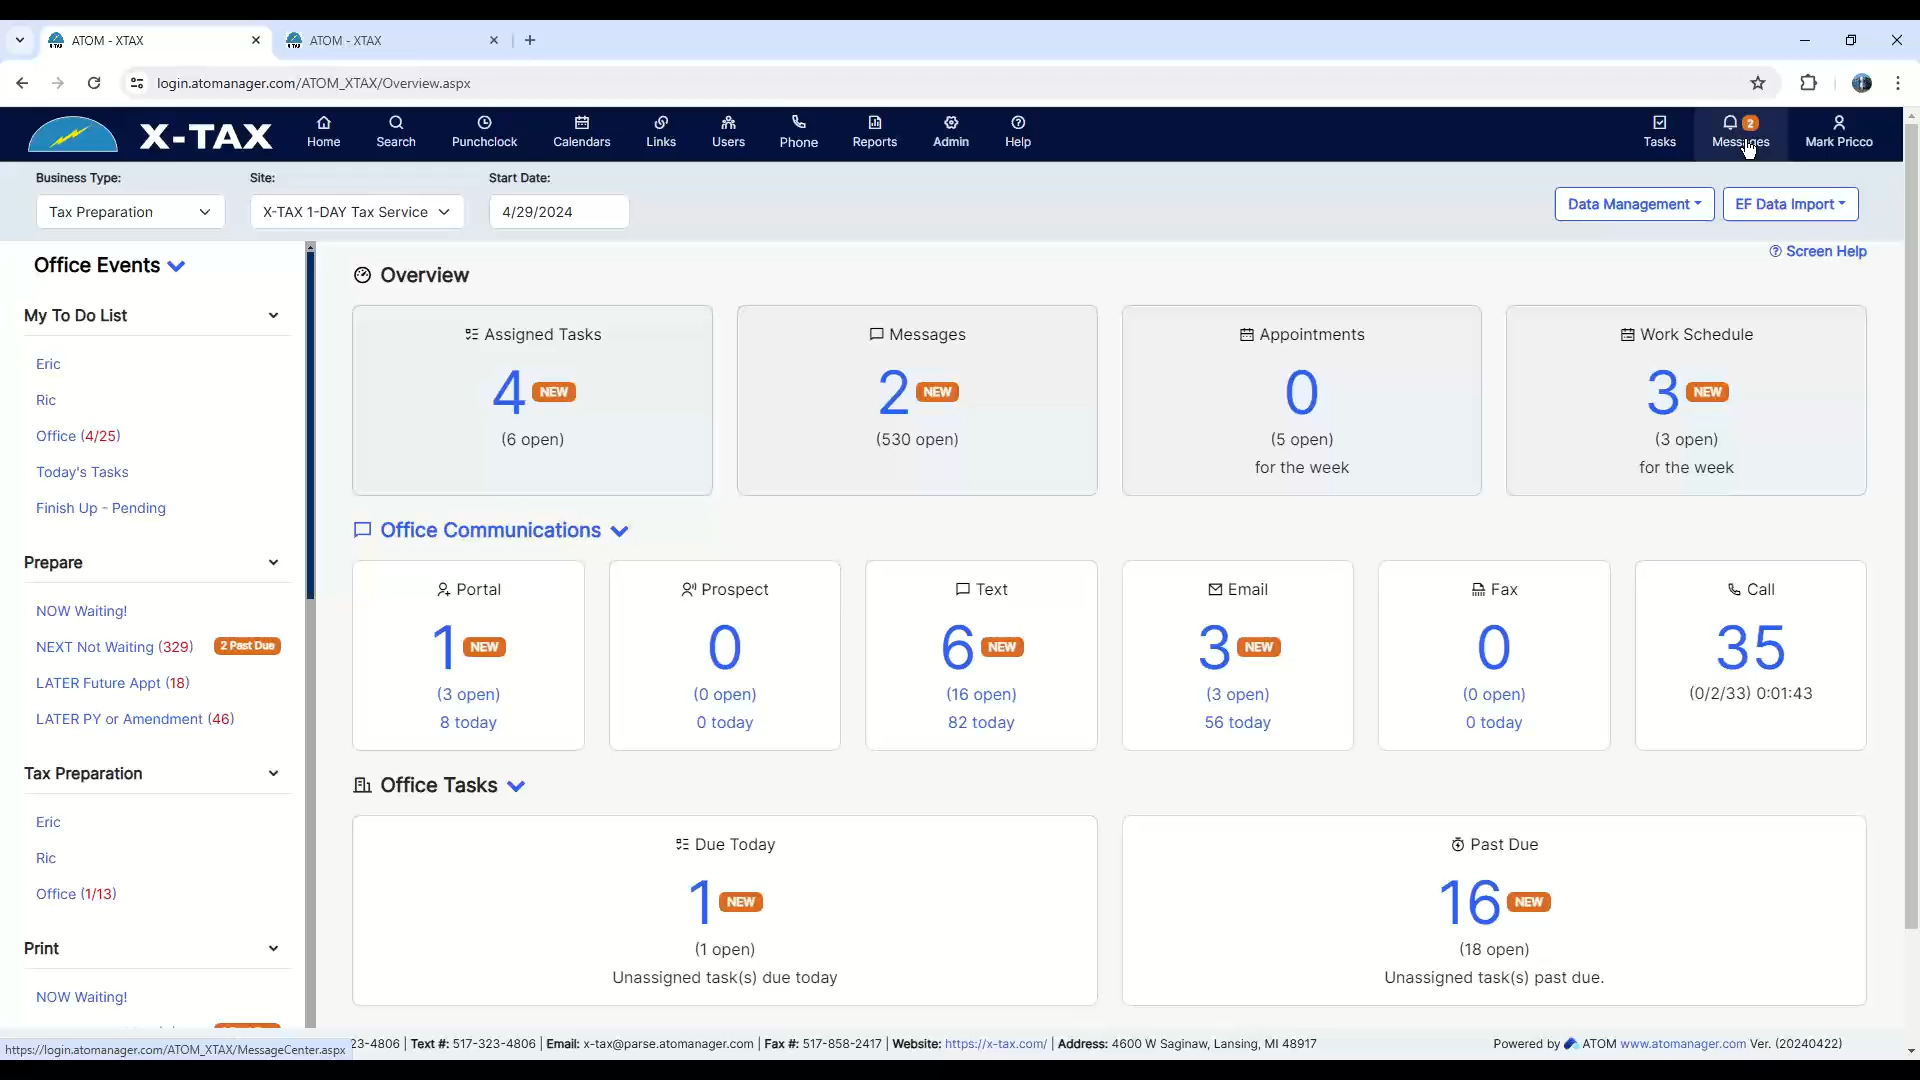 ATOM - XTAX
ATOM - XTAX
login.atomanager.com/ATOM_XTAX/Overview.aspx
X-TAX
Home
Search
Punchclock
Calendars
Links
Users
Phone
Reports
Admin
Help
Tasks
2
Messages
Mark Pricco
Business Type:
Site:
Start Date:
Tax Preparation
X-TAX 1-DAY Tax Service
4/29/2024
Data Management
EF Data Import
Screen Help
Office Events
My To Do List
Eric
Ric
Office (4/25)
Today's Tasks
Finish Up - Pending
Prepare
NOW Waiting!
NEXT Not Waiting (329) 2 Past Due
LATER Future Appt (18)
LATER PY or Amendment (46)
Tax Preparation
Eric
Ric
Office (1/13)
Print
NOW Waiting!
Overview
Assigned Tasks
4 NEW
(6 open)
Messages
2 NEW
(530 open)
Appointments
0
(5 open)
for the week
Work Schedule
3 NEW
(3 open)
for the week
Office Communications
Portal
1 NEW
(3 open)
8 today
Prospect
0
(0 open)
0 today
Text
6 NEW
(16 open)
82 today
Email
3 NEW
(3 open)
56 today
Fax
0
(0 open)
0 today
Call
35
(0/2/33) 0:01:43
Office Tasks
Due Today
1 NEW
(1 open)
Unassigned task(s) due today
Past Due
16 NEW
(18 open)
Unassigned task(s) past due.
https://login.atomanager.com/ATOM_XTAX/MessageCenter.aspx
23-4806 | Text #: 517-323-4806 | Email: x-tax@parse.atomanager.com | Fax #: 517-858-2417 | Website: https://x-tax.com/ | Address: 4600 W Saginaw, Lansing, MI 48917
Powered by ATOM www.atomanager.com Ver. (20240422)